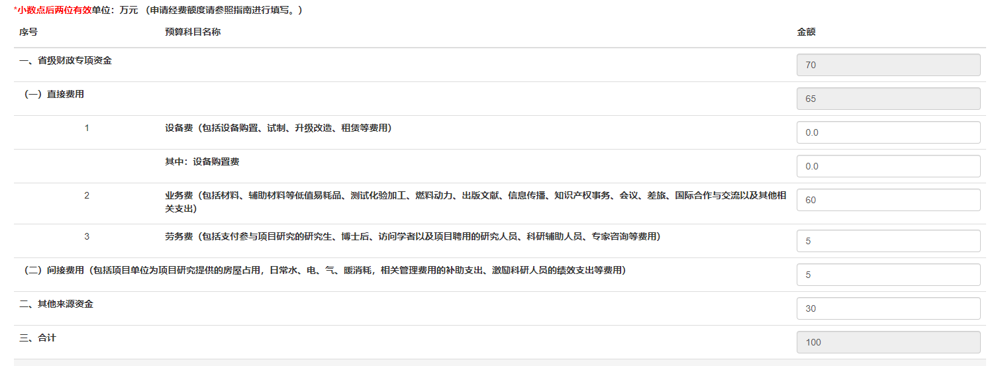 *小数点后两位有效单位：万元 （申请经费额度请参照指南进行填写。）
序号 预算科目名称 金额
一、省级财政专项资金 70
（一）直接费用 65
1 设备费（包括设备购置、试制、升级改造、租赁等费用） 0.0
其中：设备购置费 0.0
2 业务费（包括材料、辅助材料等低值易耗品、测试化验加工、燃料动力、出版文献、信息传播、知识产权事务、会议、差旅、国际合作与交流以及其他相 60
关支出）
3 劳务费（包括支付参与项目研究的研究生、博士后、访问学者以及项目聘用的研究人员、科研辅助人员、专家咨询等费用） 5
（二）间接费用（包括项目单位为项目研究提供的房屋占用，日常水、电、气、暖消耗，相关管理费用的补助支出、激励科研人员的绩效支出等费用） 5
二、其他来源资金 30
三、合计 100